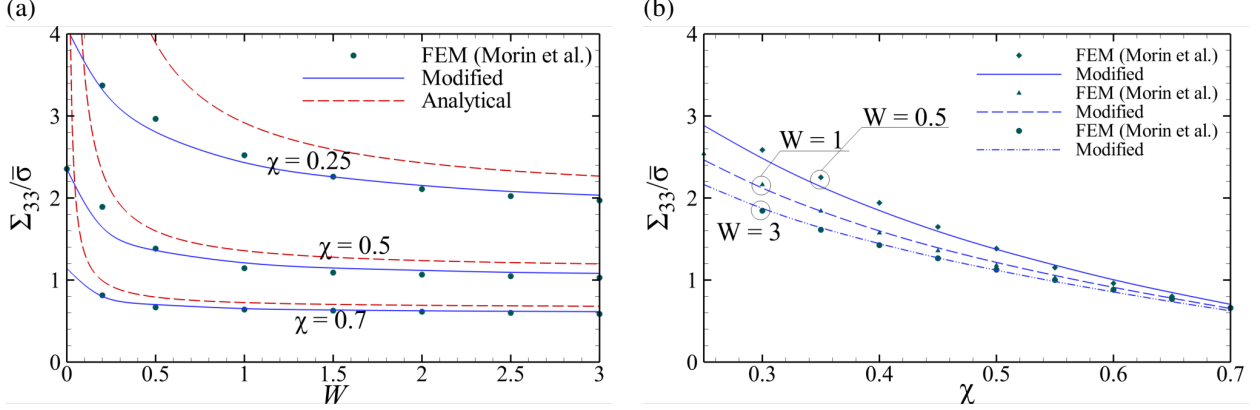 (a)
Σ33/σ̄
4
3
2
1
0
FEM (Morin et al.)
Modified
Analytical
χ = 0.25
χ = 0.5
χ = 0.7
0 0.5 1 1.5 2 2.5 3
W
(b)
Σ33/σ̄
4
3
2
1
0
FEM (Morin et al.)
Modified
FEM (Morin et al.)
Modified
FEM (Morin et al.)
Modified
W = 0.5
W = 1
W = 3
0.3 0.4 0.5 0.6 0.7
χ